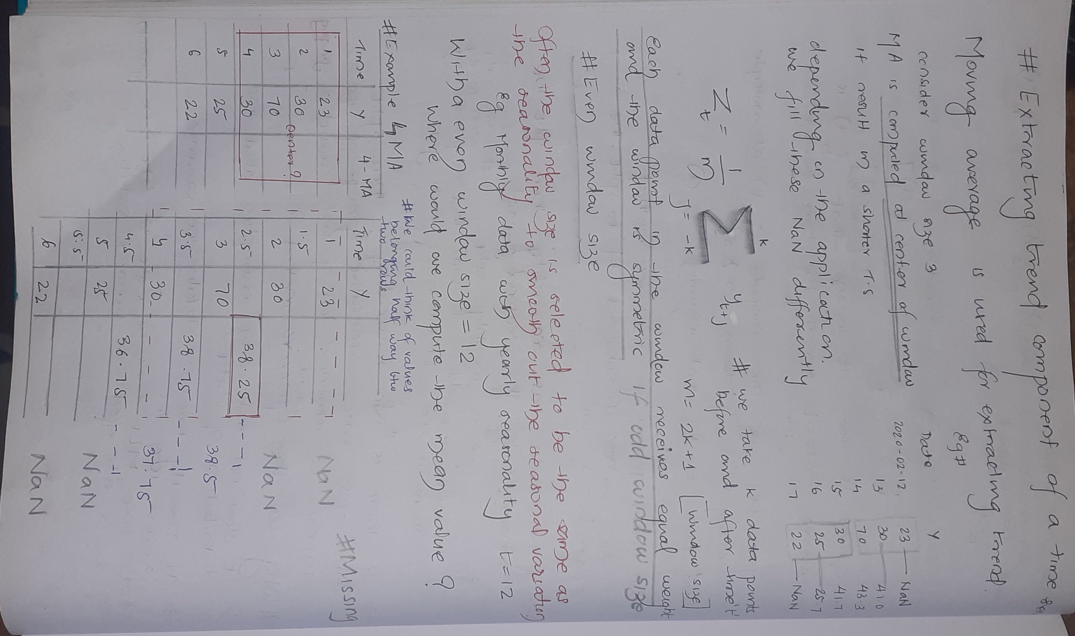 # Extracting trend component of a time
Moving average is used for extracting trend.
consider window size 3
MA is computed at center of window
It result in a shorter T.S
depending on the application
we fill these NaN differently
Eg #
Date Y
2020-02-12 23 NaN
13 30 41.0
14 70 43.3
15 30 41.7
16 25 25.7
17 22 NaN
Zt = 1/m Σ yt+j
k
j=-k
# we take k data points
before and after time 't'
m = 2k+1 [window size]
Each data point in the window receives equal weight
and the window is symmetric If odd window size
# Even window size
Often, the window size is selected to be the same as
the seasonality to smooth out the seasonal variation
Eg Monthly data with yearly seasonality t=12
With a even window size = 12
Where would we compute the mean value ?
# Example 4 MA
# We could think of values
belonging half way btw
two
Time Y 4-MA
1 23
2 30
center?
3 70
4 30
5 25
6 22
Time Y
1 23 NaN
1.5
2 30 NaN
2.5 38.25
3 70 38.5
3.5 38.75
4 30 37.75
4.5 36.75
5 25 NaN
5.5
6 22 NaN
# Missing